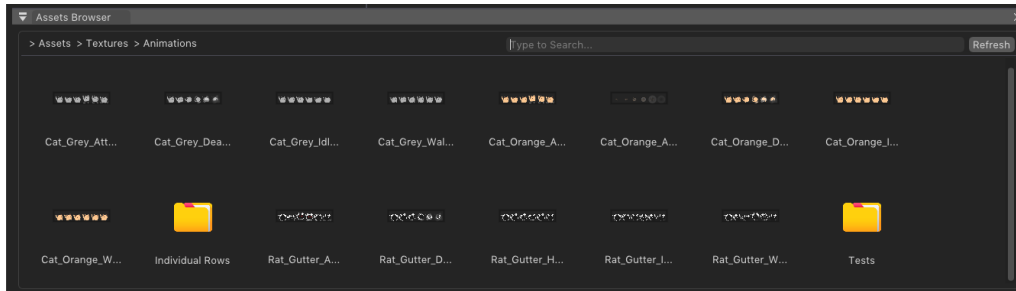 Assets Browser
> Assets > Textures > Animations
Type to Search...
Refresh
Cat_Grey_Att...
Cat_Grey_Dea...
Cat_Grey_Idl...
Cat_Grey_Wal...
Cat_Orange_A...
Cat_Orange_A...
Cat_Orange_D...
Cat_Orange_I...
Cat_Orange_W...
Individual Rows
Rat_Gutter_A...
Rat_Gutter_D...
Rat_Gutter_H...
Rat_Gutter_I...
Rat_Gutter_W...
Tests